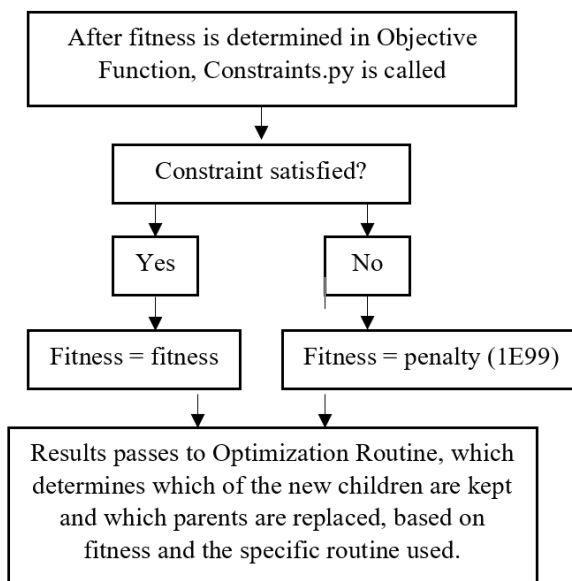 After fitness is determined in Objective
Function, Constraints.py is called
Constraint satisfied?
Yes
No
Fitness = fitness
Fitness = penalty (1E99)
Results passes to Optimization Routine, which
determines which of the new children are kept
and which parents are replaced, based on
fitness and the specific routine used.